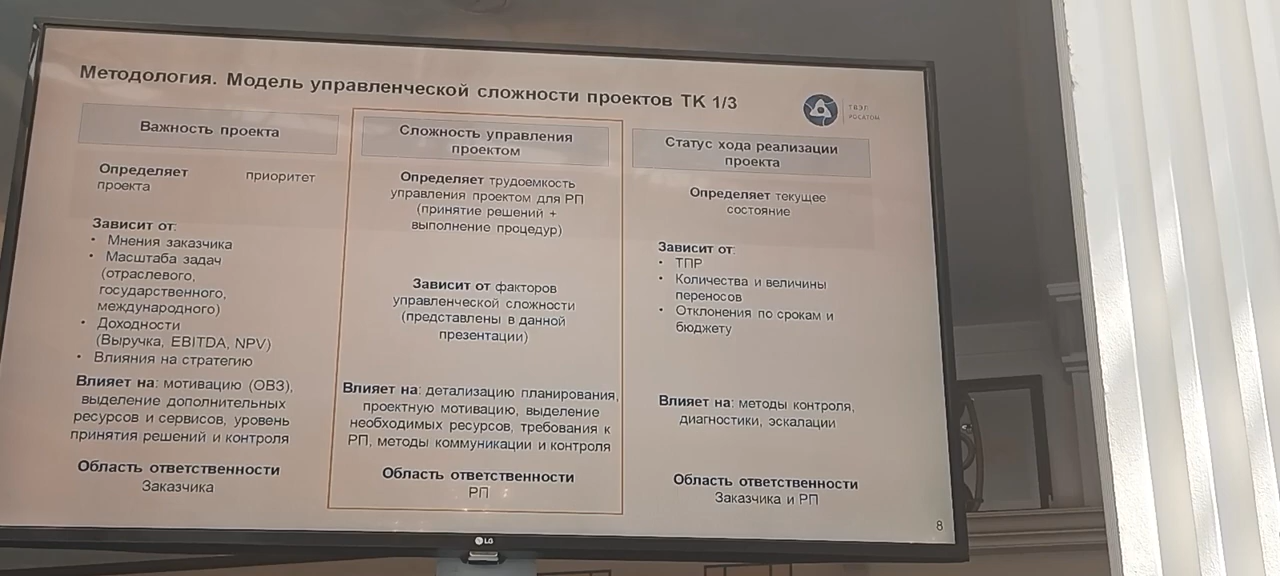 Методология. Модель управленческой сложности проектов ТК 1/3
ТВЭЛ
РОСАТОМ
Важность проекта
Определяет приоритет
проекта
Зависит от:
• Мнения заказчика
• Масштаба задач
(отраслевого,
государственного,
международного)
• Доходности
(Выручка, EBITDA, NPV)
• Влияния на стратегию
Влияет на: мотивацию (ОВЗ),
выделение дополнительных
ресурсов и сервисов, уровень
принятия решений и контроля
Область ответственности
Заказчика
Сложность управления
проектом
Определяет трудоемкость
управления проектом для РП
(принятие решений +
выполнение процедур)
Зависит от факторов
управленческой сложности
(представлены в данной
презентации)
Влияет на: детализацию планирования,
проектную мотивацию, выделение
необходимых ресурсов, требования к
РП, методы коммуникации и контроля
Область ответственности
РП
Статус хода реализации
проекта
Определяет текущее
состояние
Зависит от:
• ТПР
• Количества и величины
переносов
• Отклонения по срокам и
бюджету
Влияет на: методы контроля,
диагностики, эскалации
Область ответственности
Заказчика и РП
8
LG